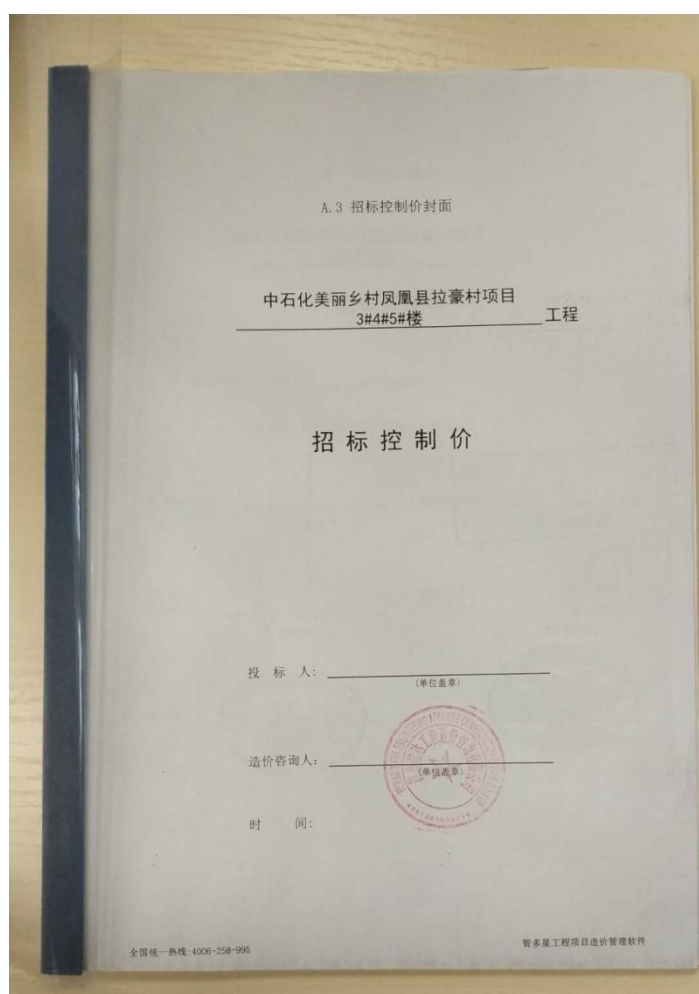 A.3 招标控制价封面
中石化美丽乡村凤凰县拉豪村项目
3#4#5#楼 工程
招 标 控 制 价
投 标 人:
(单位盖章)
造价咨询人:
(单位盖章)
时 间:
全国统一热线:4006-258-995
智多星工程项目造价管理软件